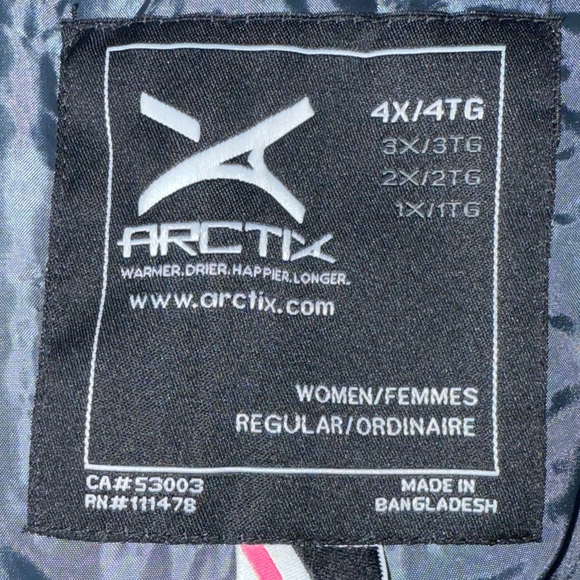 4X/4TG
3X/3TG
2X/2TG
1X/1TG
ARCTIX
WARMER.DRIER.HAPPIER.LONGER.
www.arctix.com
WOMEN/FEMMES
REGULAR/ORDINAIRE
CA#53003
RN#111478
MADE IN
BANGLADESH